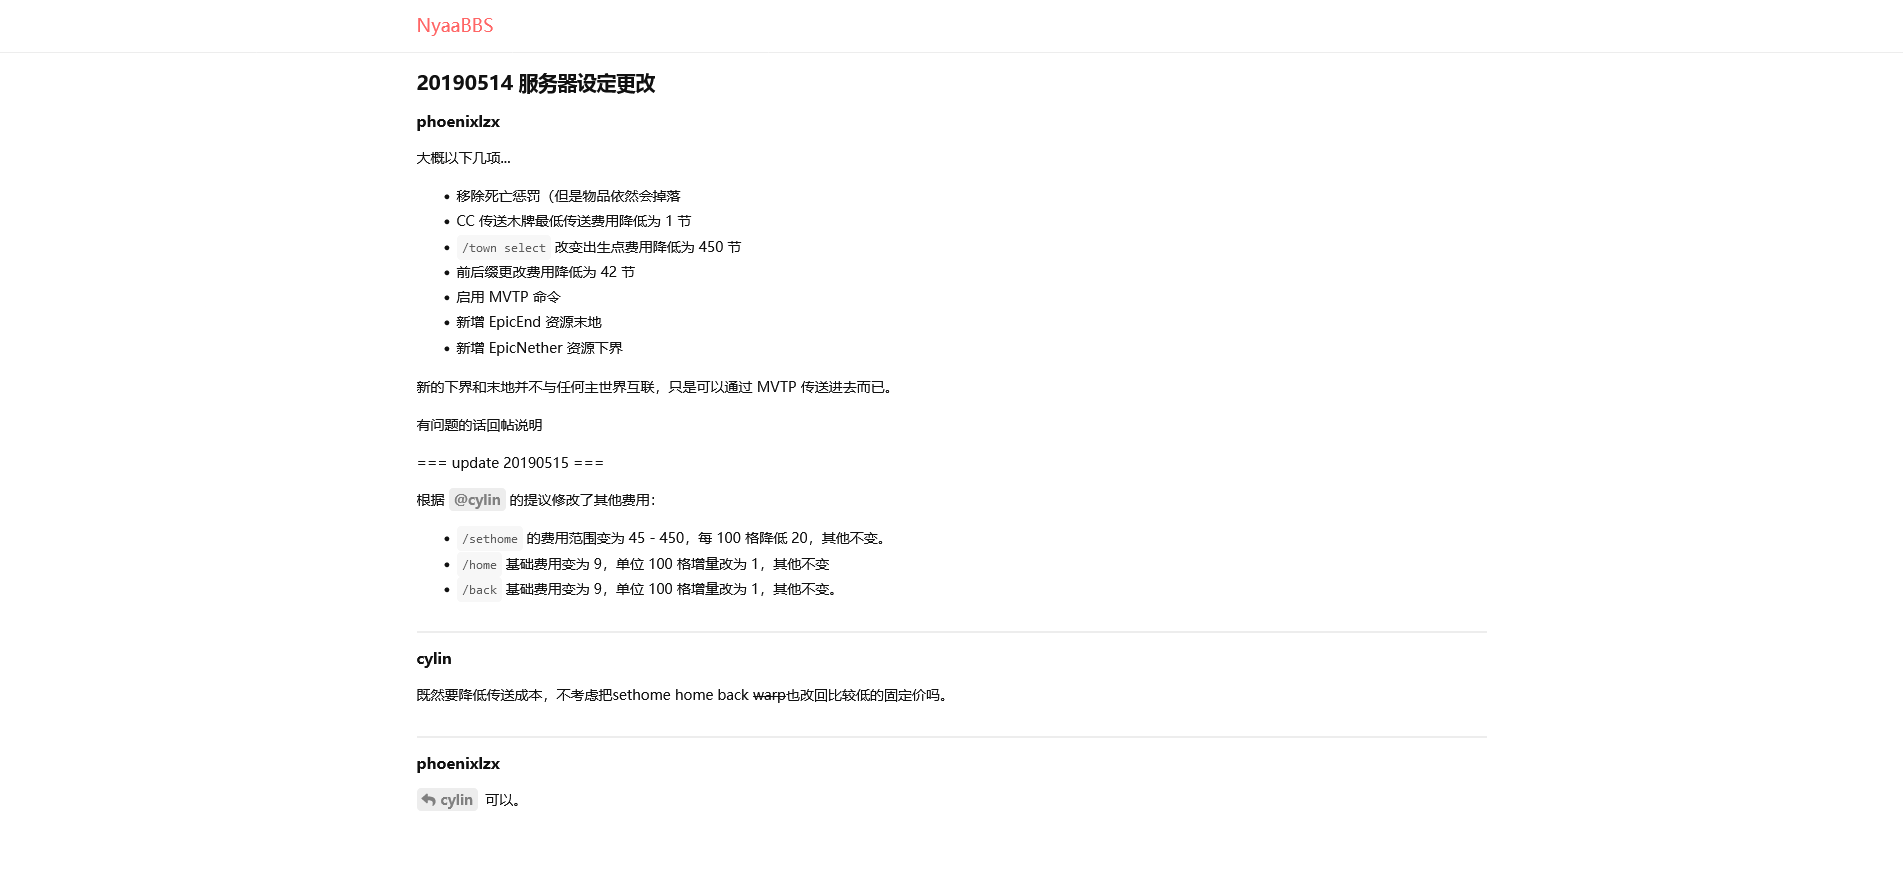 NyaaBBS
20190514 服务器设定更改
phoenixlzx
大概以下几项...
移除死亡惩罚（但是物品依然会掉落
CC 传送木牌最低传送费用降低为 1 节
/town select 改变出生点费用降低为 450 节
前后缀更改费用降低为 42 节
启用 MVTP 命令
新增 EpicEnd 资源末地
新增 EpicNether 资源下界
新的下界和末地并不与任何主世界互联，只是可以通过 MVTP 传送进去而已。
有问题的话回帖说明
=== update 20190515 ===
根据 @cylin 的提议修改了其他费用：
/sethome 的费用范围变为 45 - 450，每 100 格降低 20，其他不变。
/home 基础费用变为 9，单位 100 格增量改为 1，其他不变
/back 基础费用变为 9，单位 100 格增量改为 1，其他不变。
cylin
既然要降低传送成本，不考虑把sethome home back warp也改回比较低的固定价吗。
phoenixlzx
cylin 可以。